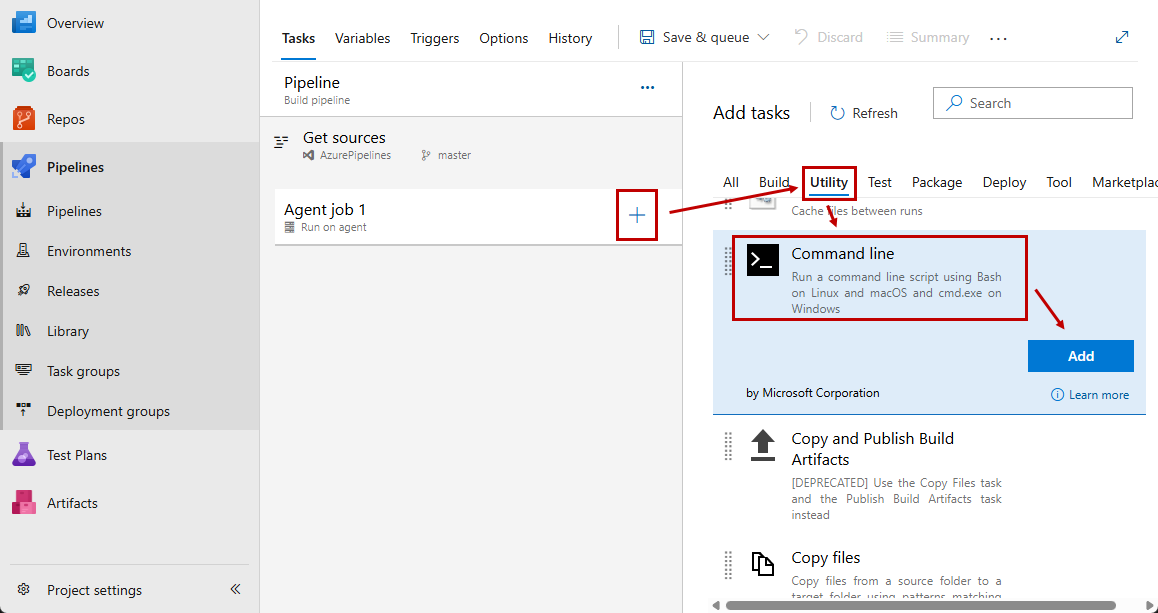 Overview
Boards
Repos
Pipelines
Pipelines
Environments
Releases
Library
Task groups
Deployment groups
Test Plans
Artifacts
Project settings
Tasks Variables Triggers Options History Save & queue Discard Summary
Pipeline
Build pipeline
Get sources
AzurePipelines master
Agent job 1
Run on agent
Add tasks Refresh Search
All Build Utility Test Package Deploy Tool Marketplac
Cache files between runs
Command line
Run a command line script using Bash
on Linux and macOS and cmd.exe on
Windows
Add
by Microsoft Corporation Learn more
Copy and Publish Build
Artifacts
[DEPRECATED] Use the Copy Files task
and the Publish Build Artifacts task
instead
Copy files
Copy files from a source folder to a
target folder using patterns matching